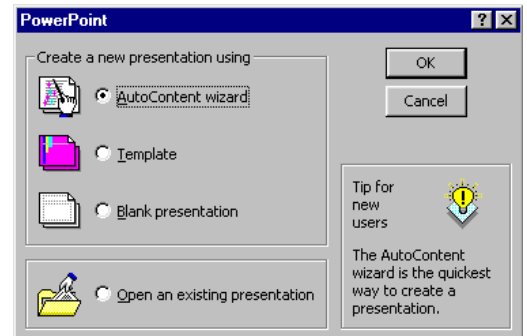 PowerPoint
Create a new presentation using
AutoContent wizard
Template
Blank presentation
Open an existing presentation
OK
Cancel
Tip for
new
users
The AutoContent
wizard is the quickest
way to create a
presentation.